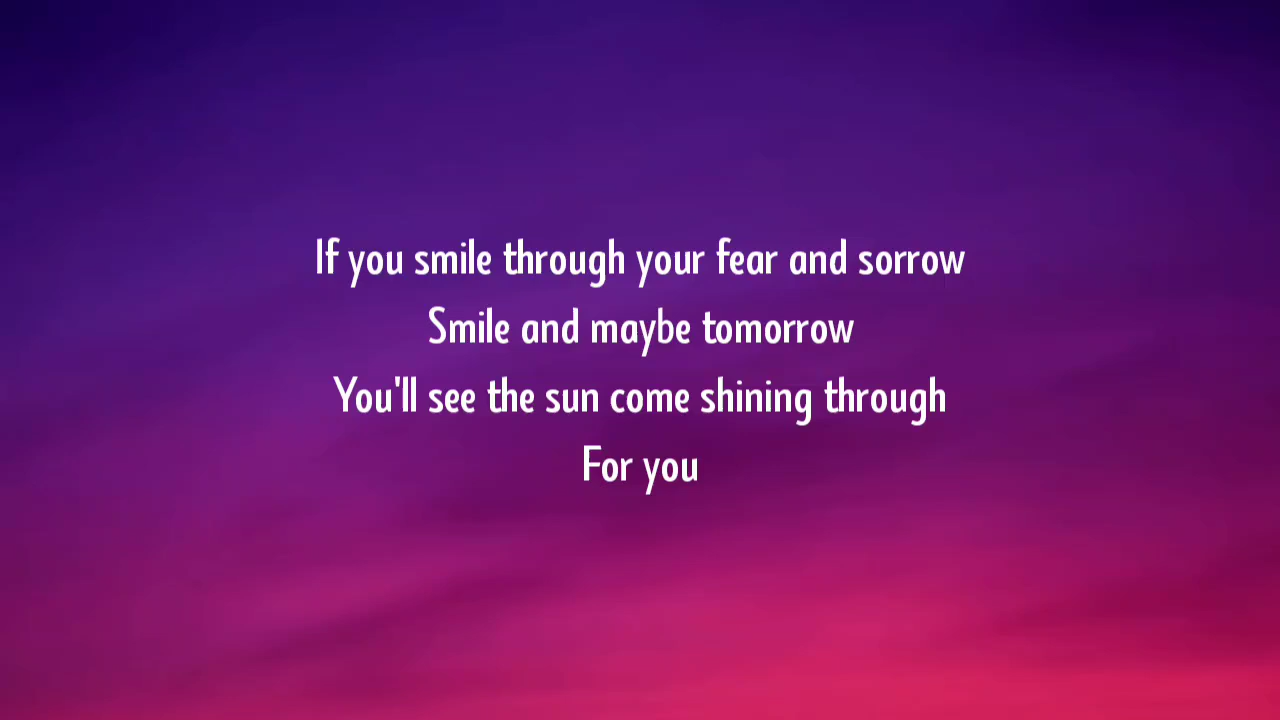 If you smile through your fear and sorrow
Smile and maybe tomorrow
You'll see the sun come shining through
For you